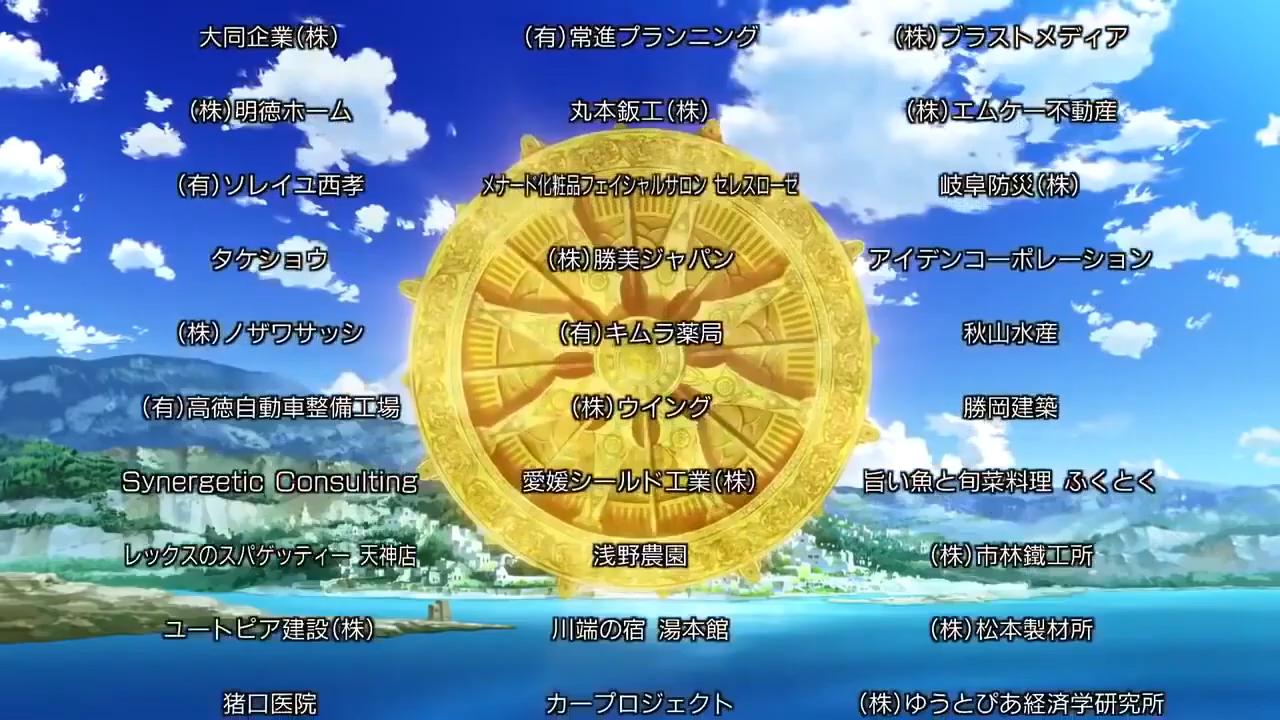 大同企業(株)
(有)常進プランニング
(株)ブラストメディア
(株)明徳ホーム
丸本鈑工(株)
(株)エムケー不動産
(有)ソレイユ西孝
メナード化粧品フェイシャルサロン セレスローゼ
岐阜防災(株)
タケショウ
(株)勝美ジャパン
アイデンコーポレーション
(株)ノザワサッシ
(有)キムラ薬局
秋山水産
(有)高徳自動車整備工場
(株)ウイング
勝岡建築
Synergetic Consulting
愛媛シールド工業(株)
旨い魚と旬菜料理 ふくとく
レックスのスパゲッティー 天神店
浅野農園
(株)市林鐵工所
ユートピア建設(株)
川端の宿 湯本館
(株)松本製材所
猪口医院
カープロジェクト
(株)ゆうとぴあ経済学研究所